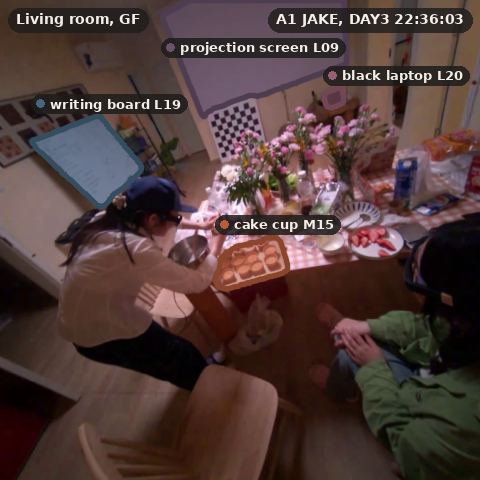 Living room, GF
A1 JAKE, DAY3 22:36:03
projection screen L09
black laptop L20
writing board L19
cake cup M15